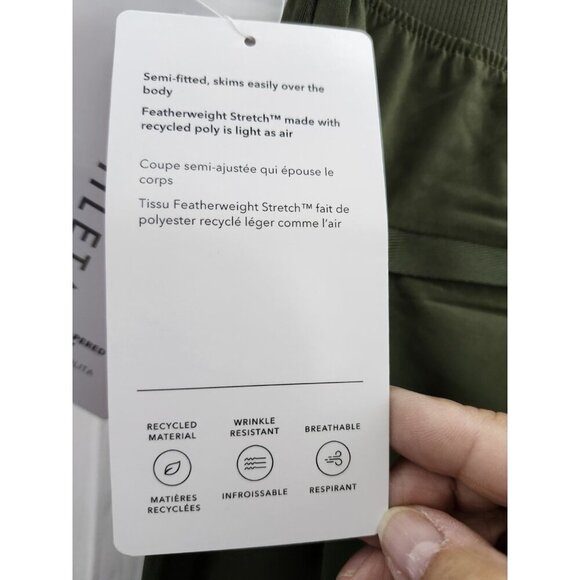 Semi-fitted, skims easily over the
body
Featherweight Stretch™ made with
recycled poly is light as air
Coupe semi-ajustée qui épouse le
corps
Tissu Featherweight Stretch™ fait de
polyester recyclé léger comme l'air
RECYCLED
MATERIAL
MATIÈRES
RECYCLÉES
WRINKLE
RESISTANT
INFROISSABLE
BREATHABLE
RESPIRANT